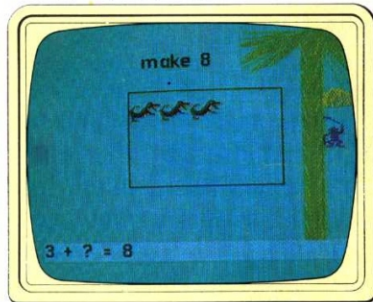 make 8
3 + ? = 8